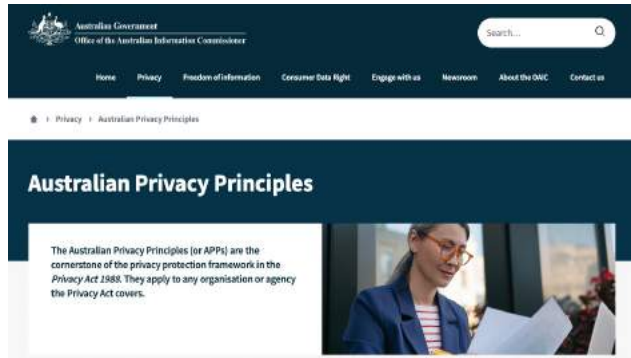 Australian Government
Office of the Australian Information Commissioner
Search...
Home Privacy Freedom of information Consumer Data Right Engage with us Newsroom About the OAIC Contact us
Privacy Australian Privacy Principles
Australian Privacy Principles
The Australian Privacy Principles (or APPs) are the
cornerstone of the privacy protection framework in the
Privacy Act 1988. They apply to any organisation or agency
the Privacy Act covers.